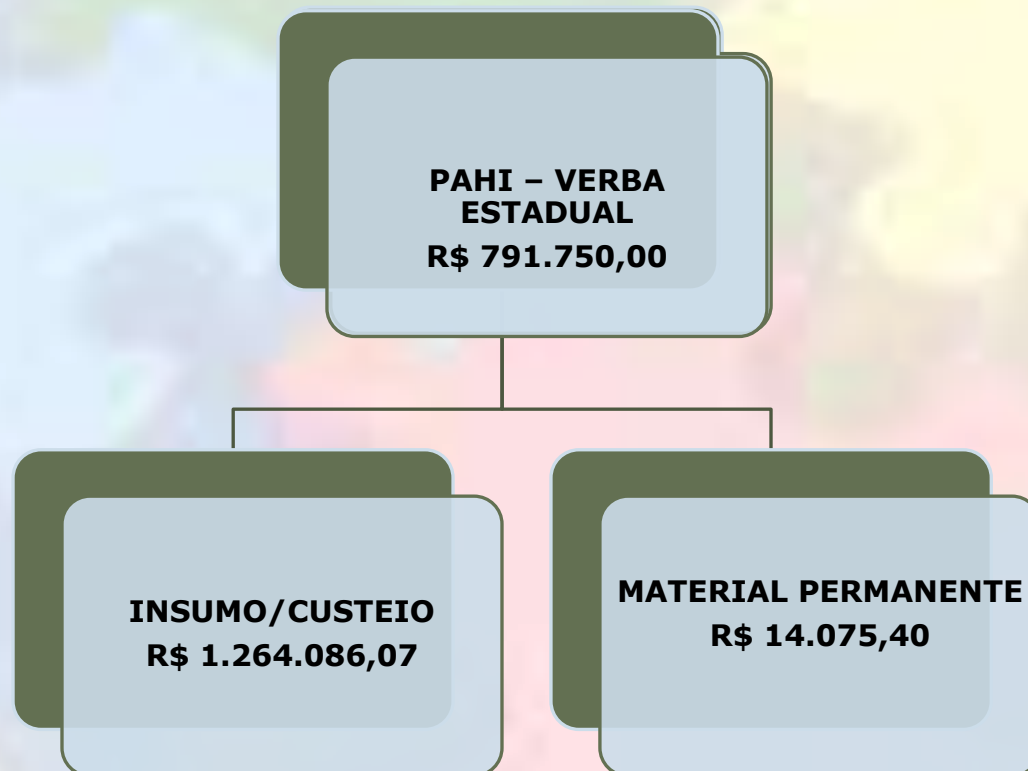 PAHI – VERBA
ESTADUAL
R$ 791.750,00
INSUMO/CUSTEIO
R$ 1.264.086,07
MATERIAL PERMANENTE
R$ 14.075,40